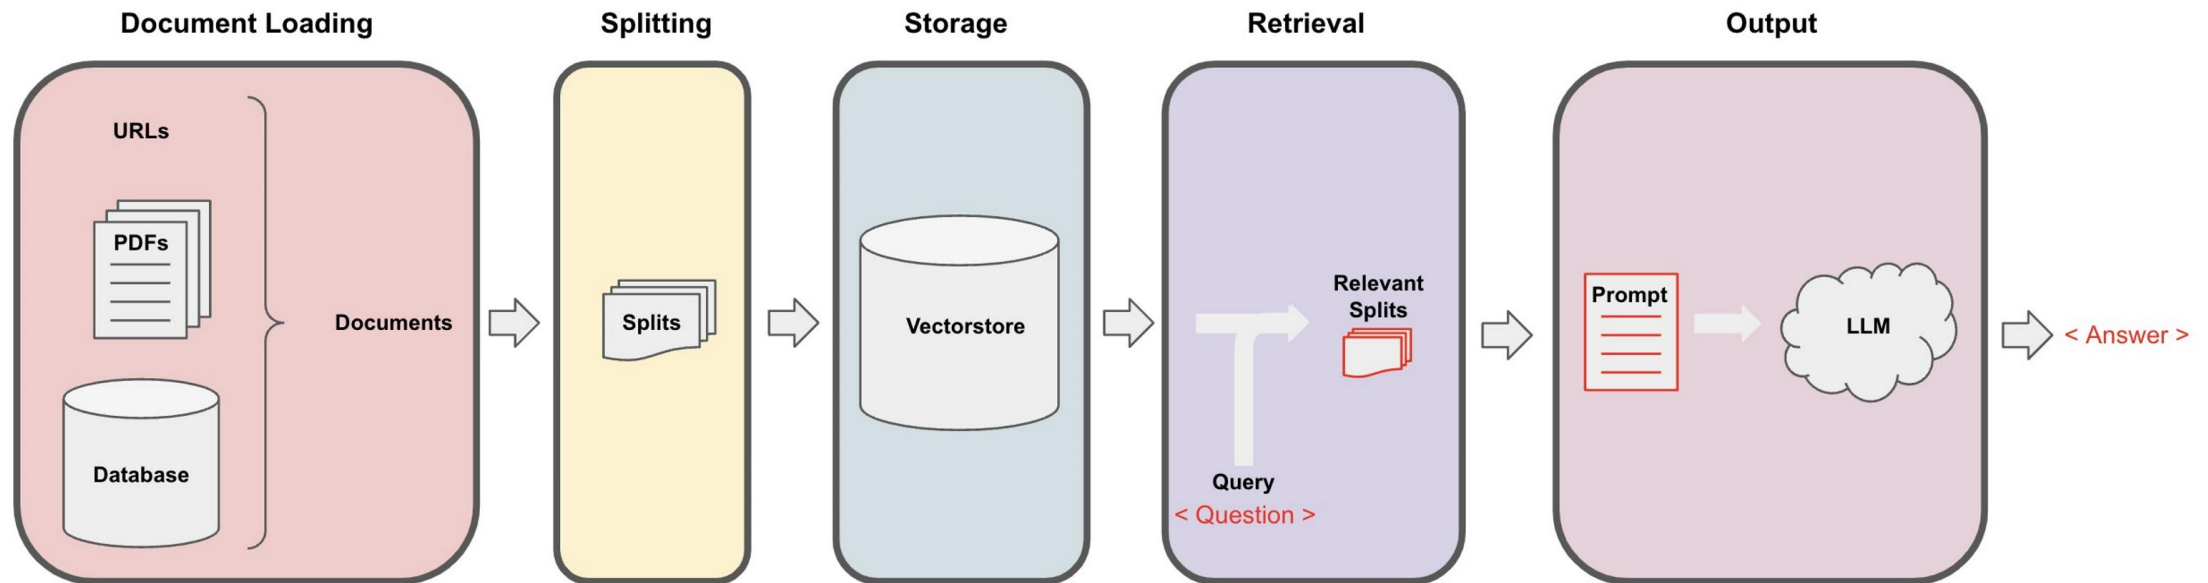 Document Loading
Splitting
Storage
Retrieval
Output
URLs
PDFs
Database
Documents
Splits
Vectorstore
Relevant
Splits
Query
< Question >
Prompt
LLM
< Answer >